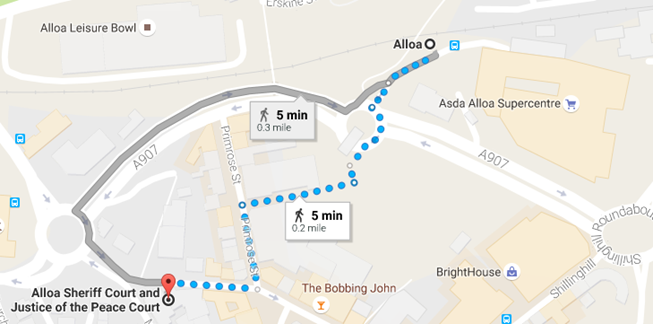 Erskine St
Alloa Leisure Bowl
Alloa
5 min
0.3 mile
Asda Alloa Supercentre
A907
A907
Primrose St
5 min
0.2 mile
Primrose St
Roundabou
Shillinghill
Shillinghill
BrightHouse
The Bobbing John
Alloa Sheriff Court and
Justice of the Peace Court